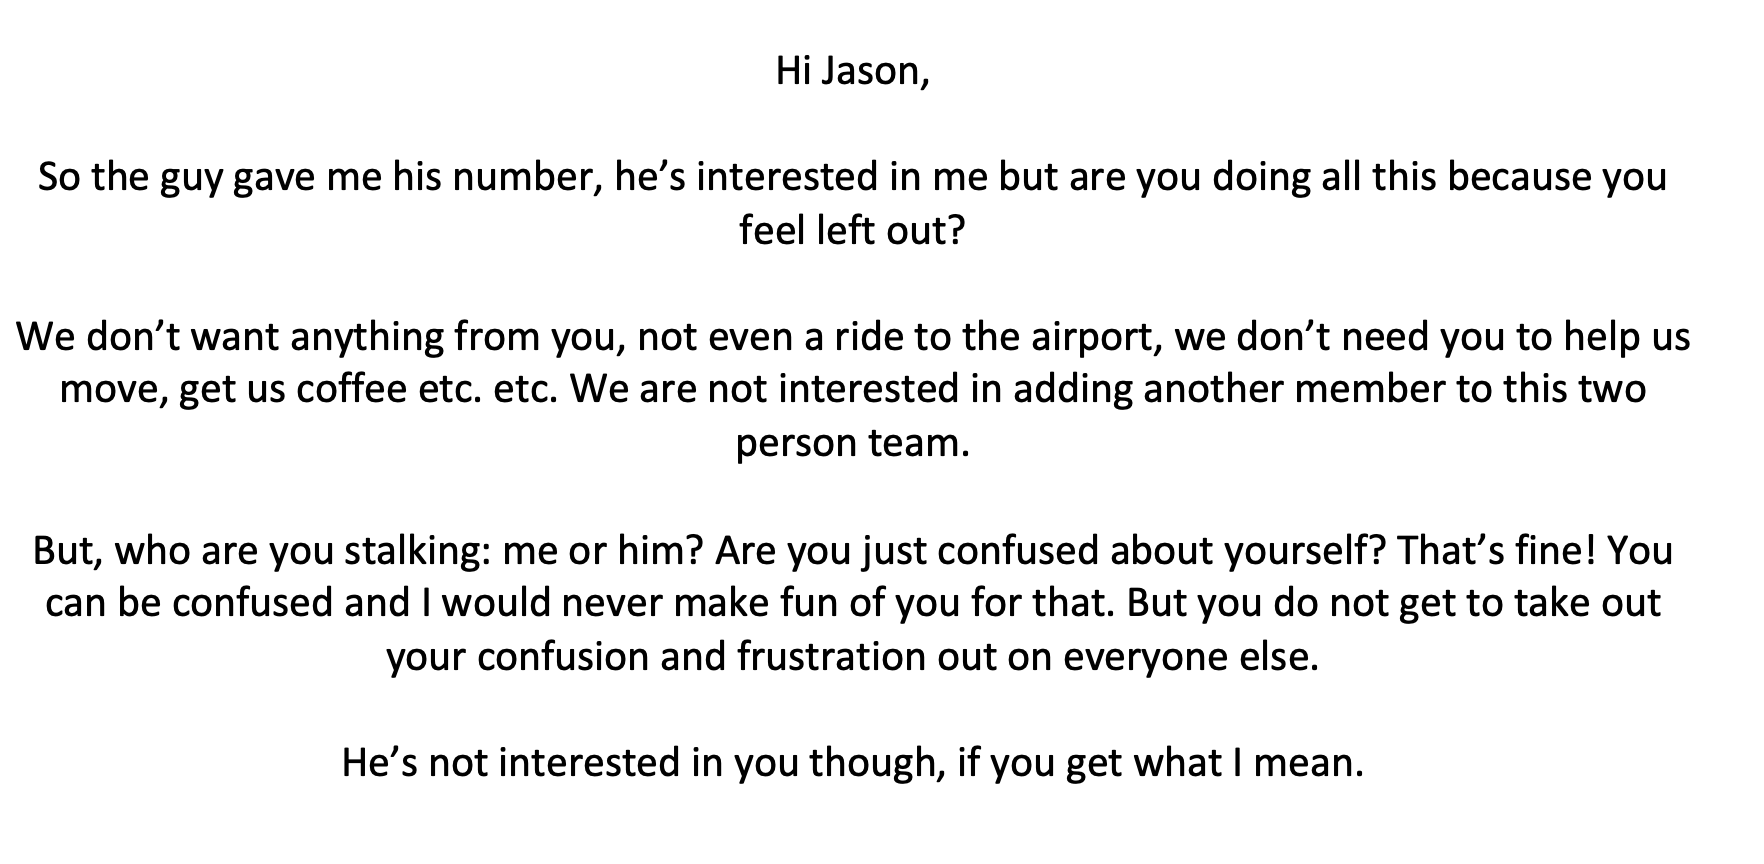 Hi Jason,
So the guy gave me his number, he’s interested in me but are you doing all this because you
feel left out?
We don’t want anything from you, not even a ride to the airport, we don’t need you to help us
move, get us coffee etc. etc. We are not interested in adding another member to this two
person team.
But, who are you stalking: me or him? Are you just confused about yourself? That’s fine! You
can be confused and I would never make fun of you for that. But you do not get to take out
your confusion and frustration out on everyone else.
He’s not interested in you though, if you get what I mean.